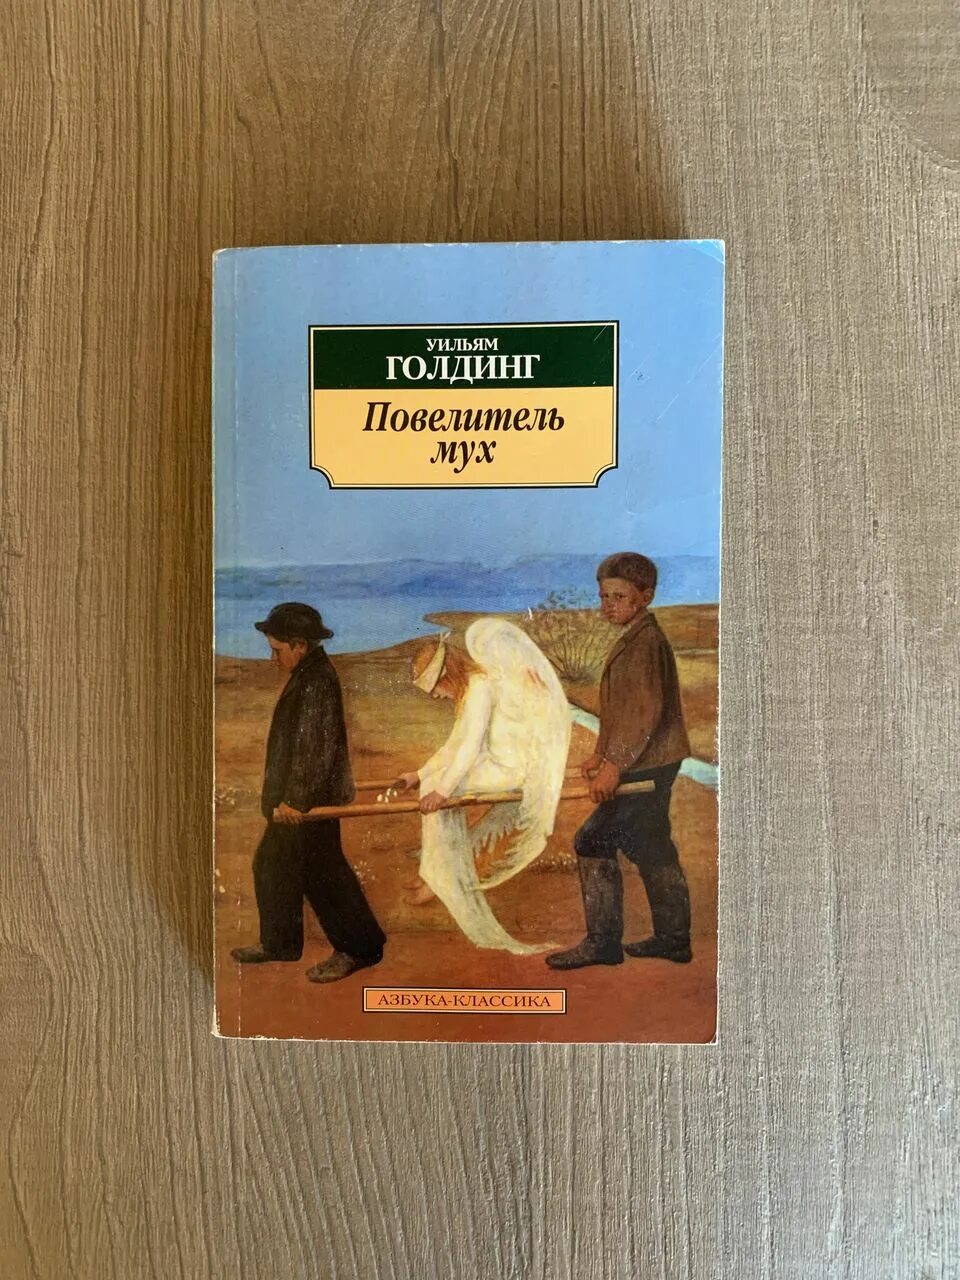 УИЛЬЯМ
ГОЛДИНГ
Повелитель
мух
АЗБУКА-КЛАССИКА